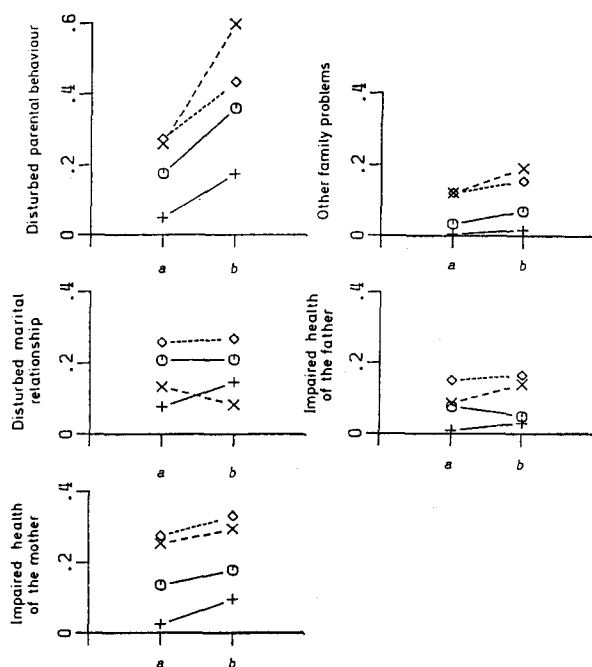 Disturbed parental behaviour
.6
.4
.2
0
a b
Other family problems
.4
.2
0
a b
Disturbed marital
relationship
.4
.2
0
a b
Impaired health
of the father
.4
.2
0
a b
Impaired health
of the mother
.4
.2
0
a b